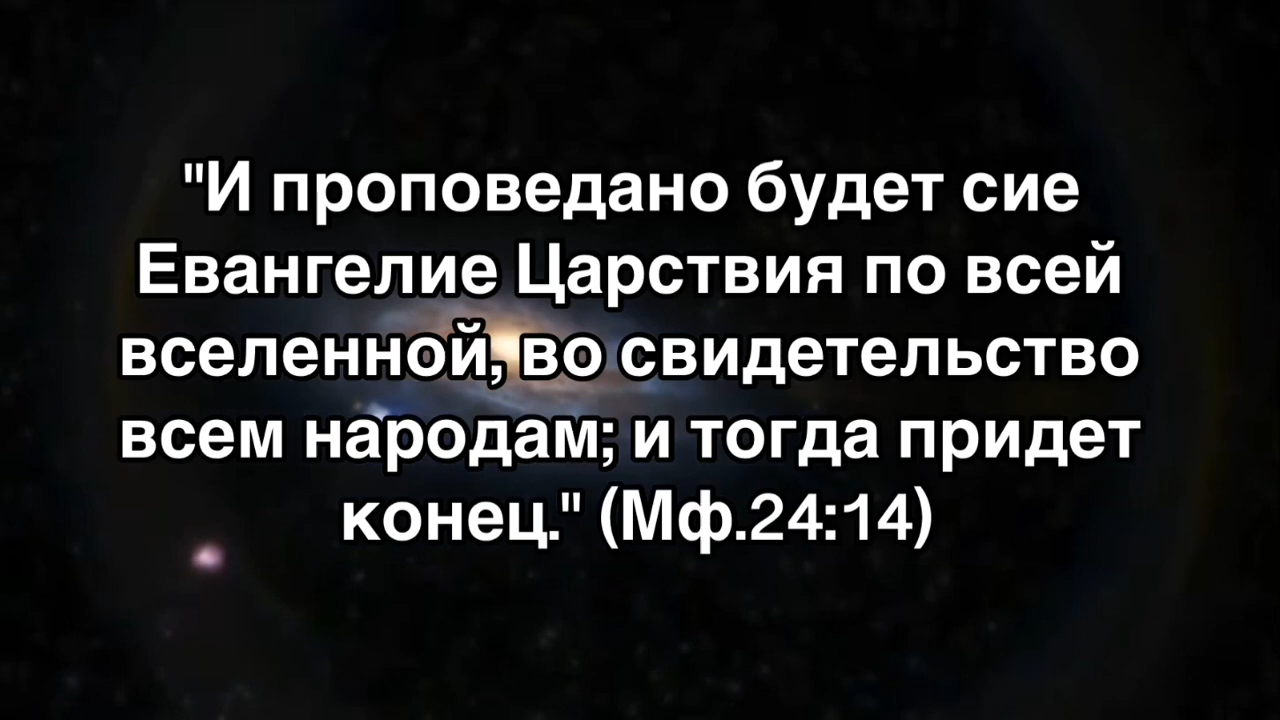 "И проповедано будет сие
Евангелие Царствия по всей
вселенной, во свидетельство
всем народам; и тогда придет
конец." (Мф.24:14)